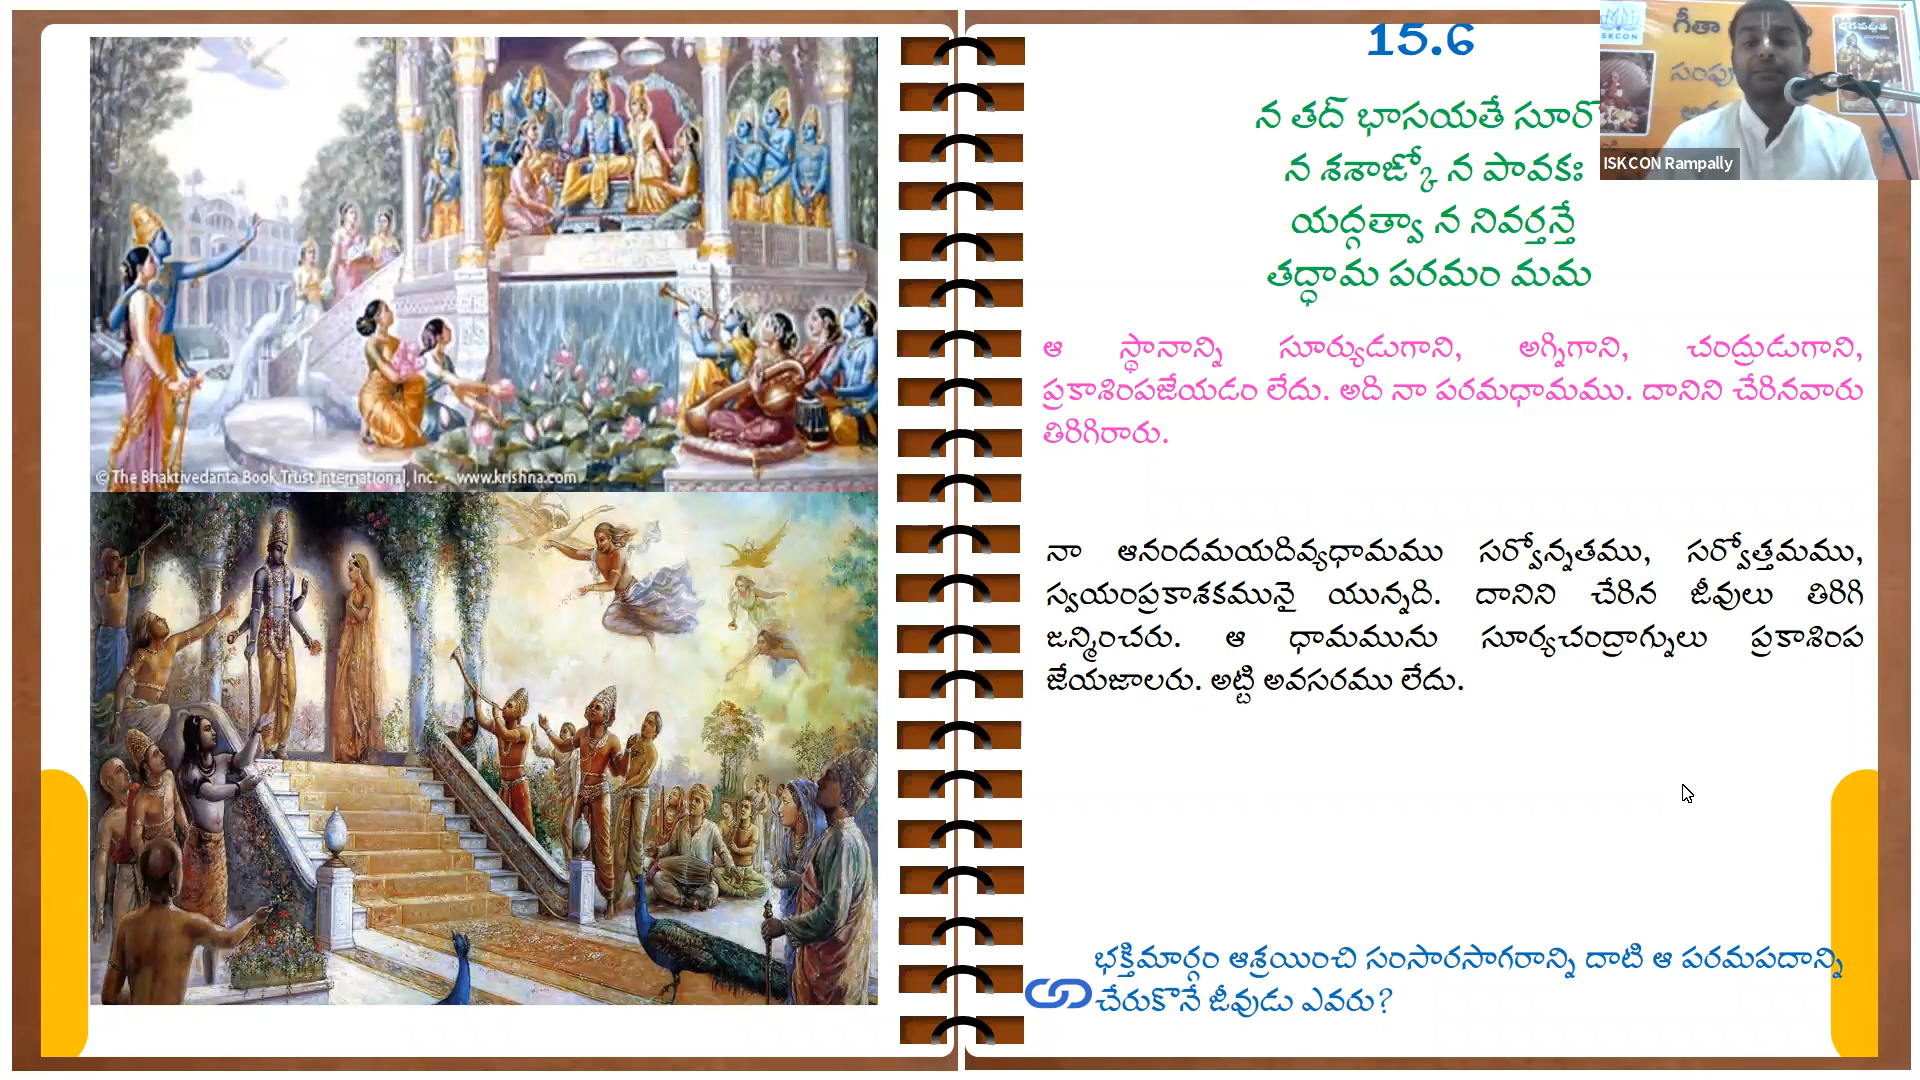 © The Bhaktivedanta Book Trust International, Inc. - www.krishna.com
15.6
న తద్ భాసయతే
న శశాఙ్కో న పావకః
యద్గత్వా న నివర్తన్తే
తద్ధామ పరమం మమ
ఆ స్థానాన్ని సూర్యుడుగాని, అగ్నిగాని, చంద్రుడుగాని,
ప్రకాశింపజేయడం లేదు. అది నా పరమధామము. దానిని చేరినవారు
తిరిగిరారు.
నా ఆనందమయదివ్యధామము సర్వోన్నతము, సర్వోత్తమము,
స్వయంప్రకాశకమునై యున్నది. దానిని చేరిన జీవులు తిరిగి
జన్మించరు. ఆ ధామమును సూర్యచంద్రాగ్నులు ప్రకాశింప
జేయజాలరు. అట్టి అవసరము లేదు.
భక్తిమార్గం ఆశ్రయించి సంసారసాగరాన్ని దాటి ఆ పరమపదాన్ని
చేరుకొనే జీవుడు ఎవరు?
గీతా
ISKCON Rampally